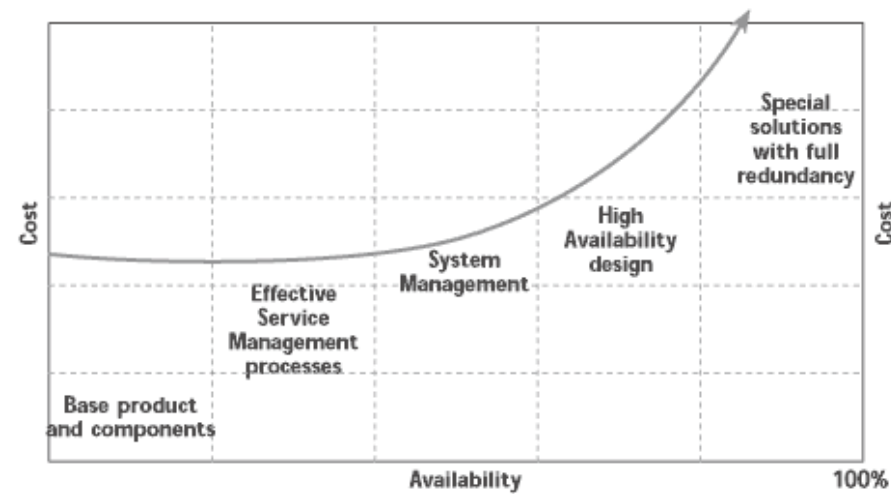 Special
solutions
with full
redundancy
High
Availability
design
System
Management
Effective
Service
Management
processes
Base product
and components
Cost
Cost
Availability
100%